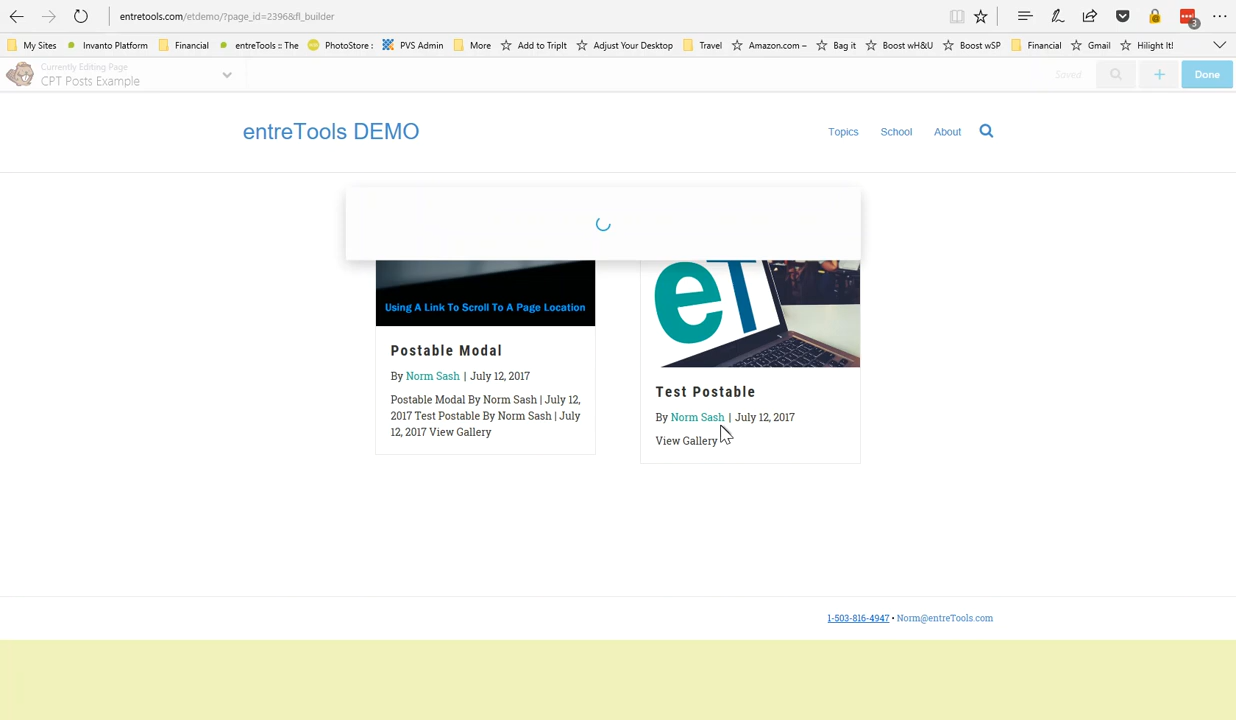 entretools.com/etdemo/?page_id=2396&fl_builder
3
My Sites Invanto Platform Financial entreTools :: The PhotoStore : PVS Admin More Add to TripIt Adjust Your Desktop Travel Amazon.com – Bag it Boost wH&U Boost wSP Financial Gmail Hilight It!
Currently Editing Page
CPT Posts Example
Saved
Done
entreTools DEMO
Topics School About
Using A Link To Scroll To A Page Location
eT
Postable Modal
By Norm Sash | July 12, 2017
Postable Modal By Norm Sash | July 12,
2017 Test Postable By Norm Sash | July
12, 2017 View Gallery
Test Postable
By Norm Sash | July 12, 2017
View Gallery
1-503-816-4947 • Norm@entreTools.com